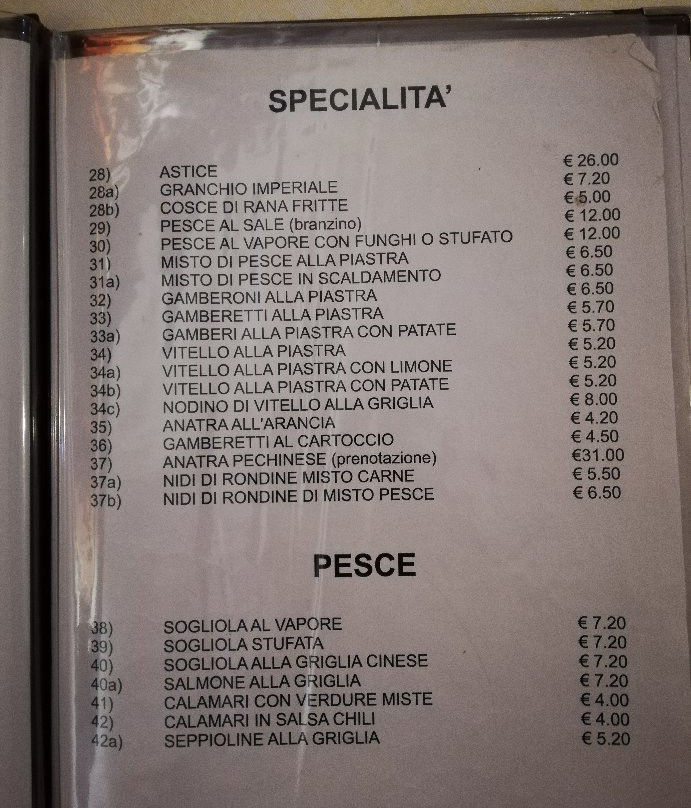 SPECIALITA'
28) ASTICE € 26.00
28a) GRANCHIO IMPERIALE € 7.20
28b) COSCE DI RANA FRITTE € 5.00
29) PESCE AL SALE (branzino) € 12.00
30) PESCE AL VAPORE CON FUNGHI O STUFATO € 12.00
31) MISTO DI PESCE ALLA PIASTRA € 6.50
31a) MISTO DI PESCE IN SCALDAMENTO € 6.50
32) GAMBERONI ALLA PIASTRA € 6.50
33) GAMBERETTI ALLA PIASTRA € 5.70
33a) GAMBERI ALLA PIASTRA CON PATATE € 5.70
34) VITELLO ALLA PIASTRA € 5.20
34a) VITELLO ALLA PIASTRA CON LIMONE € 5.20
34b) VITELLO ALLA PIASTRA CON PATATE € 5.20
34c) NODINO DI VITELLO ALLA GRIGLIA € 8.00
35) ANATRA ALL'ARANCIA € 4.20
36) GAMBERETTI AL CARTOCCIO € 4.50
37) ANATRA PECHINESE (prenotazione) €31.00
37a) NIDI DI RONDINE MISTO CARNE € 5.50
37b) NIDI DI RONDINE DI MISTO PESCE € 6.50
PESCE
38) SOGLIOLA AL VAPORE € 7.20
39) SOGLIOLA STUFATA € 7.20
40) SOGLIOLA ALLA GRIGLIA CINESE € 7.20
40a) SALMONE ALLA GRIGLIA € 7.20
41) CALAMARI CON VERDURE MISTE € 4.00
42) CALAMARI IN SALSA CHILI € 4.00
42a) SEPPIOLINE ALLA GRIGLIA € 5.20